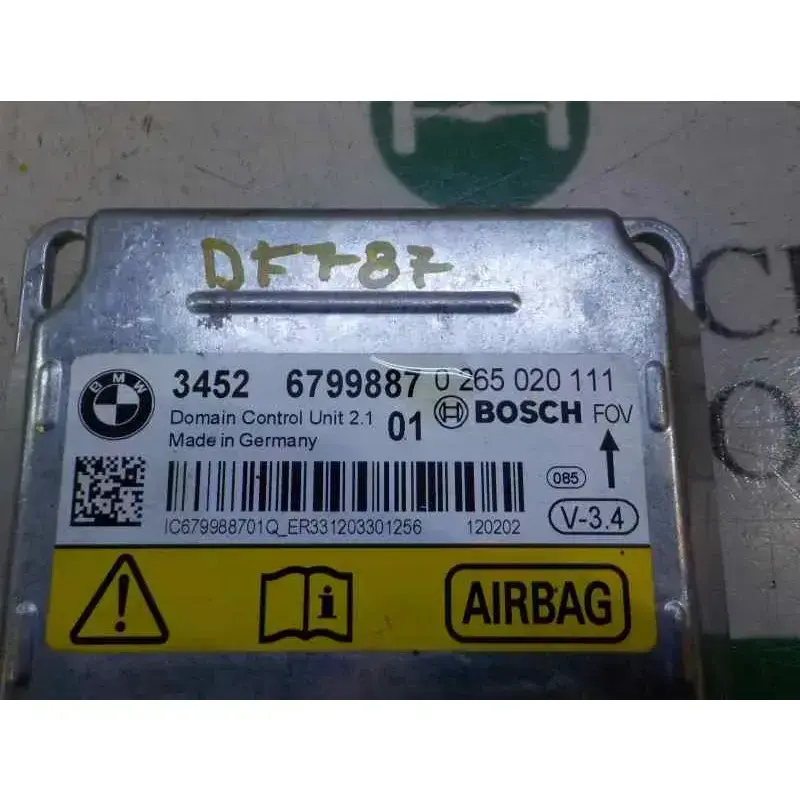 DF787
BMW
3452 6799887 0 265 020 111
Domain Control Unit 2.1 01 BOSCH FOV
Made in Germany
085
V-3.4
IC679988701Q_ER331203301256 120202
i
AIRBAG